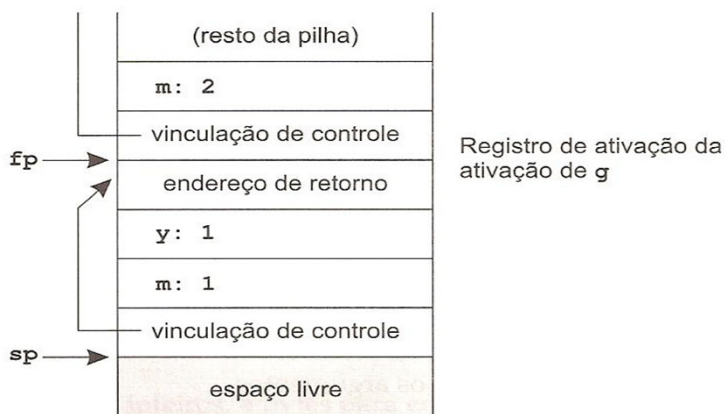 (resto da pilha)
m: 2
vinculação de controle
fp
Registro de ativação da
ativação de g
endereço de retorno
y: 1
m: 1
vinculação de controle
sp
espaço livre